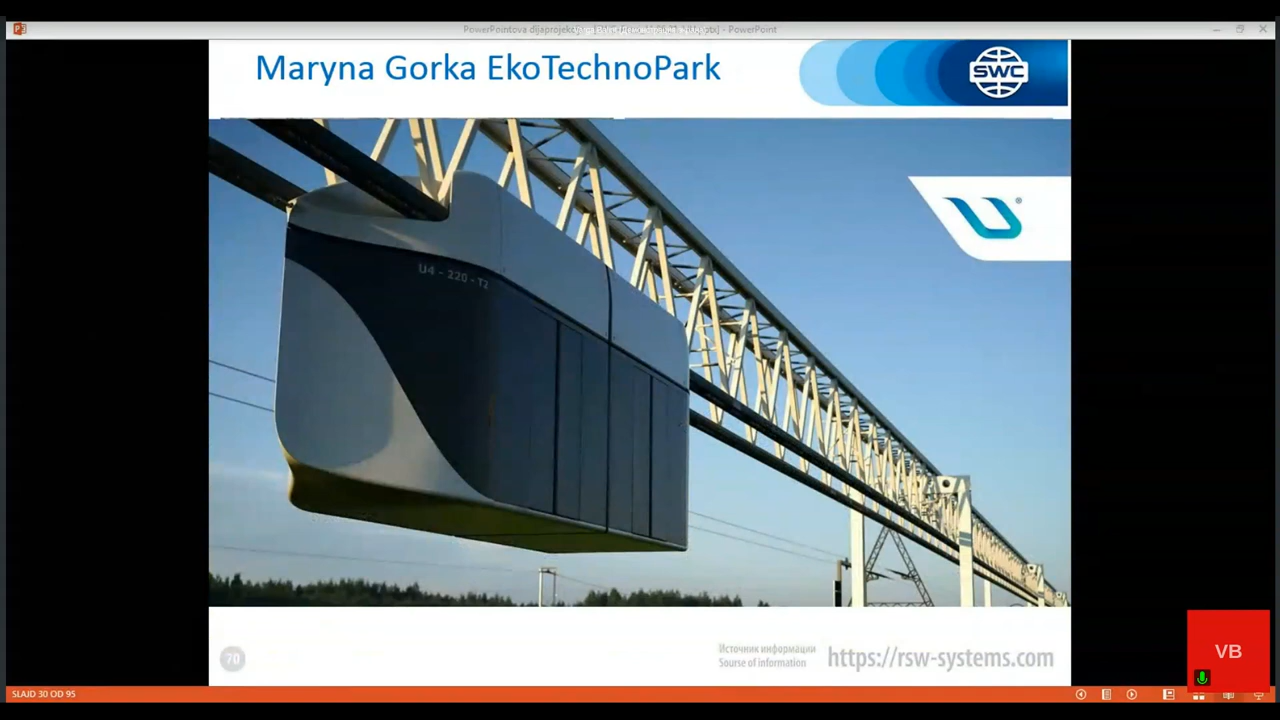 Maryna Gorka EkoTechnoPark
SWC
U4 - 220 - T2
70
Источник информации
Sourse of information
https://rsw-systems.com
VB
SLAJD 30 OD 95